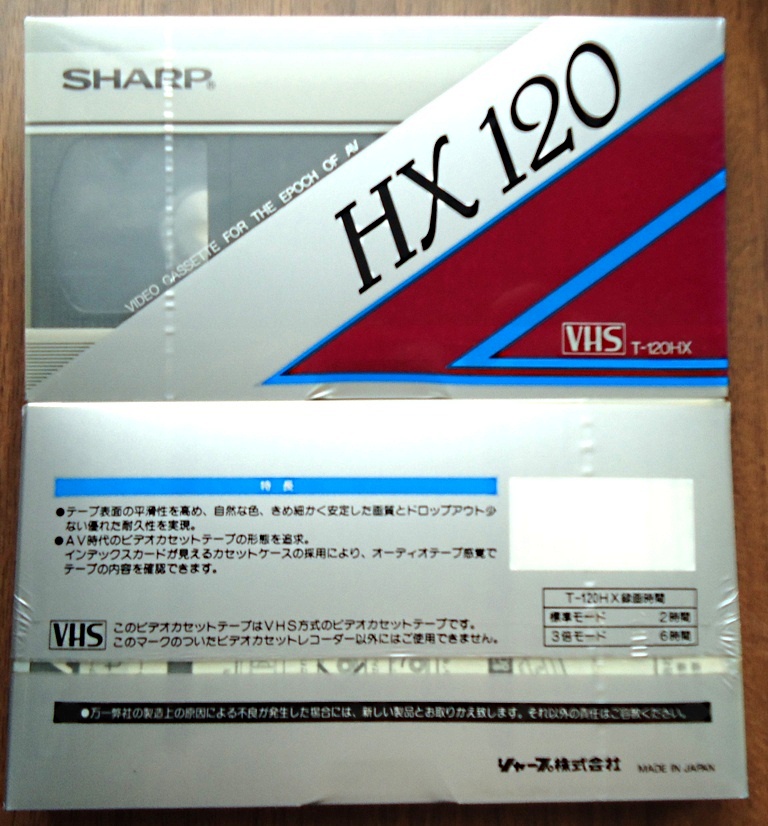 SHARP®
HX 120
VIDEO CASSETTE FOR THE EPOCH OF AV
VHS T-120HX
特長
●テープ表面の平滑性を高め、自然な色、きめ細かく安定した画質とドロップアウト少
ない優れた耐久性を実現。
●AV時代のビデオカセットテープの形態を追求。
インデックスカードが見えるカセットケースの採用により、オーディオテープ感覚で
テープの内容を確認できます。
T-120HX録画時間
標準モード 2時間
3倍モード 6時間
VHS
このビデオカセットテープはVHS方式のビデオカセットテープです。
このマークのついたビデオカセットレコーダー以外にはご使用できません。
●万一弊社の製造上の原因による不良が発生した場合には、新しい製品とお取りかえ致します。それ以外の責任はご容赦ください。
シャープ株式会社 MADE IN JAPAN